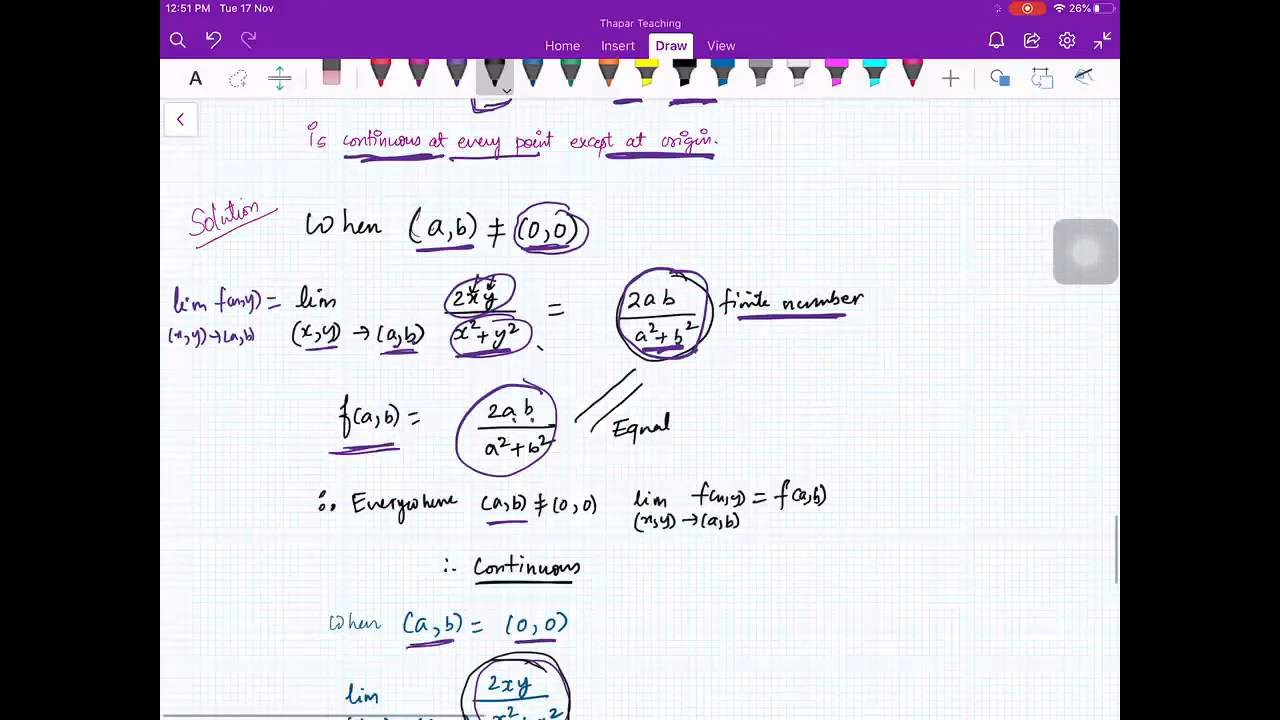 12:51 PM Tue 17 Nov
26%
Thapar Teaching
Home Insert Draw View
A
is continuous at every point except at origin.
Solution When (a,b) ≠ (0,0)
lim f(x,y) = lim 2xy = 2ab finite number
(x,y)→(a,b) (x,y) → (a,b) x²+y² a²+b²
f(a,b) = 2ab
a²+b²
Equal
∴ Everywhere (a,b) ≠ (0,0) lim f(x,y) = f(a,b)
(x,y)→(a,b)
∴ Continuous
When (a,b) = (0,0)
lim 2xy